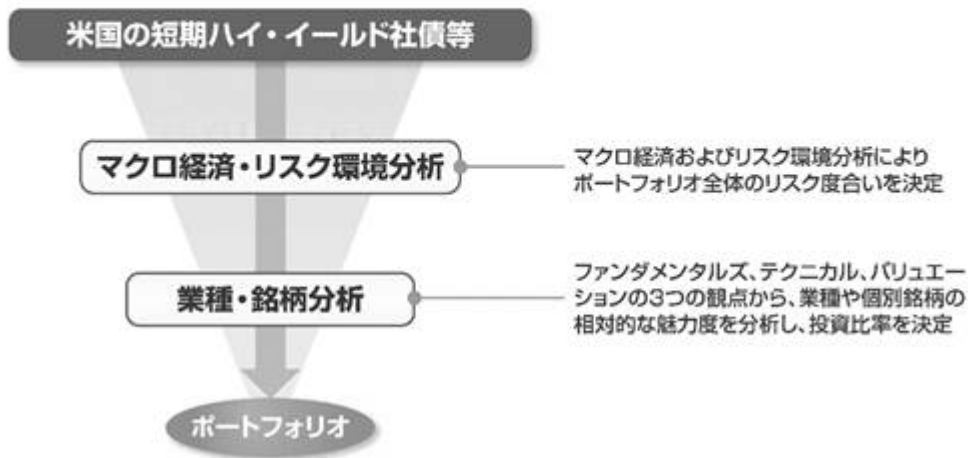 米国の短期ハイ・イールド社債等
マクロ経済・リスク環境分析
マクロ経済およびリスク環境分析により
ポートフォリオ全体のリスク度合いを決定
業種・銘柄分析
ファンダメンタルズ、テクニカル、バリュエー
ションの3つの観点から、業種や個別銘柄の
相対的な魅力度を分析し、投資比率を決定
ポートフォリオ